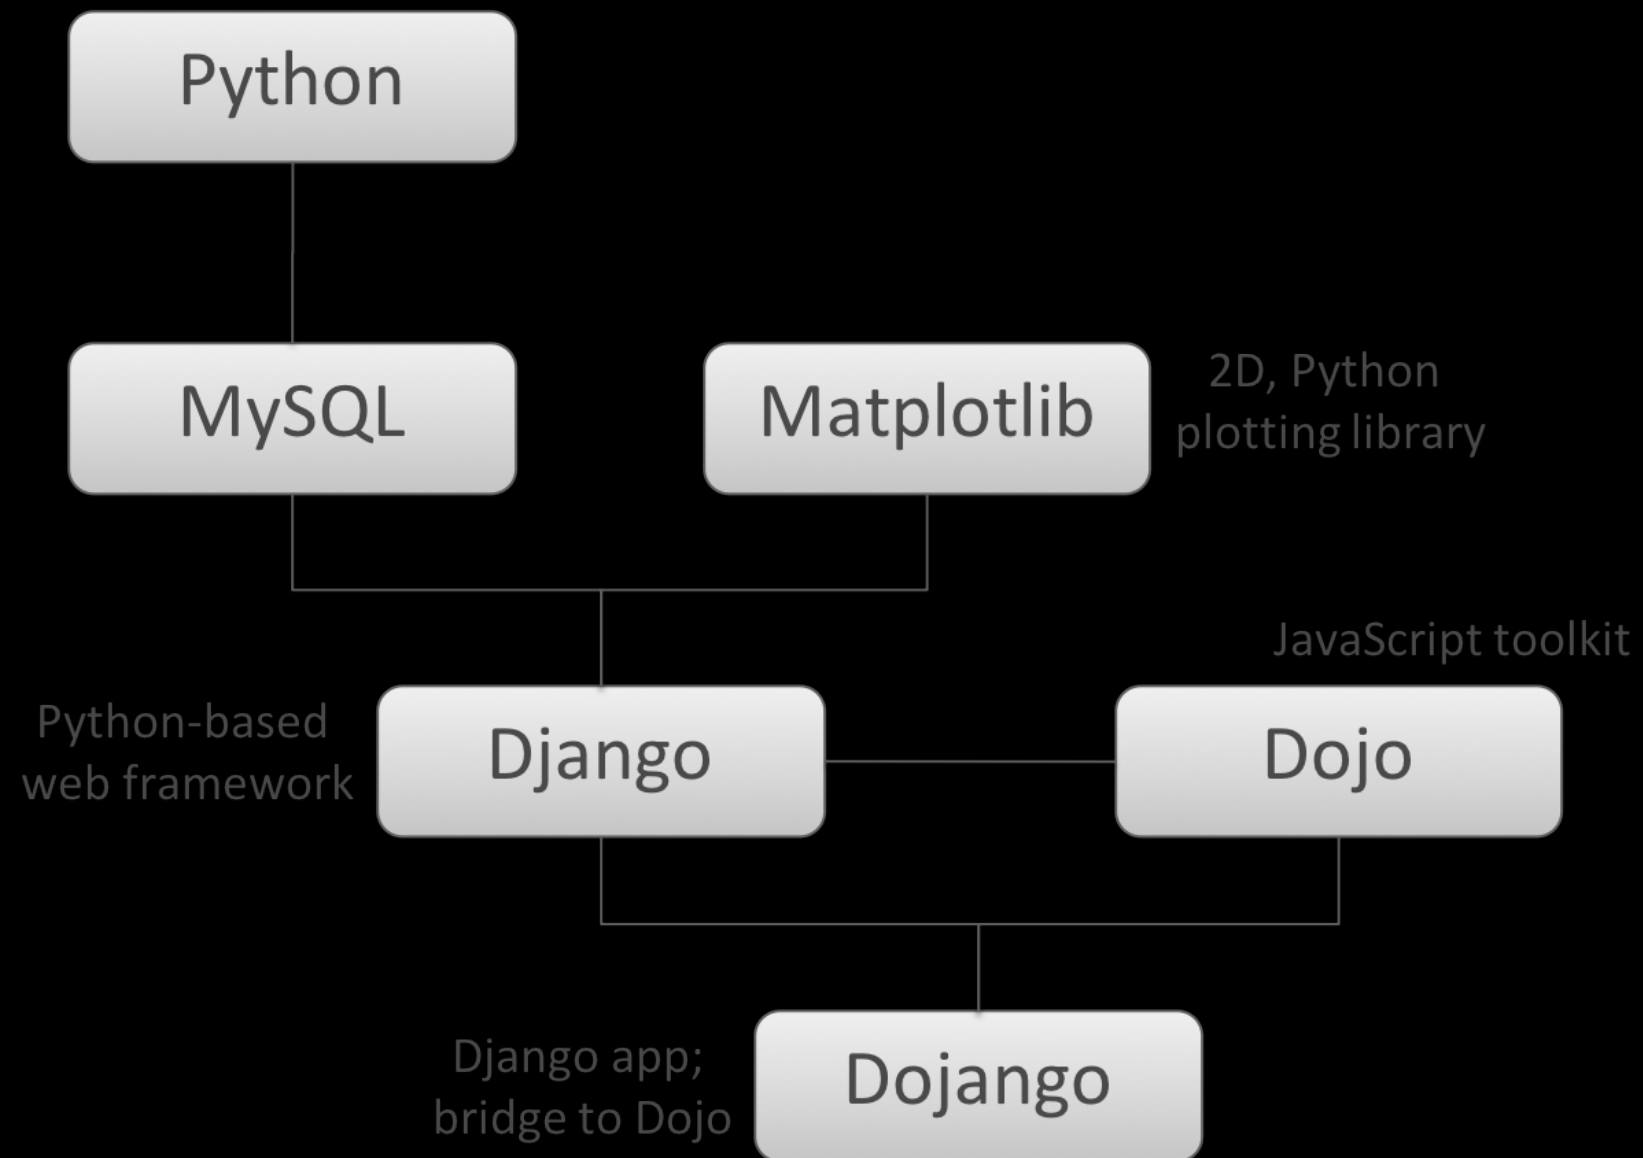 Python
MySQL
Matplotlib
2D, Python
plotting library
JavaScript toolkit
Python-based
web framework
Django
Dojo
Django app;
bridge to Dojo
Dojango